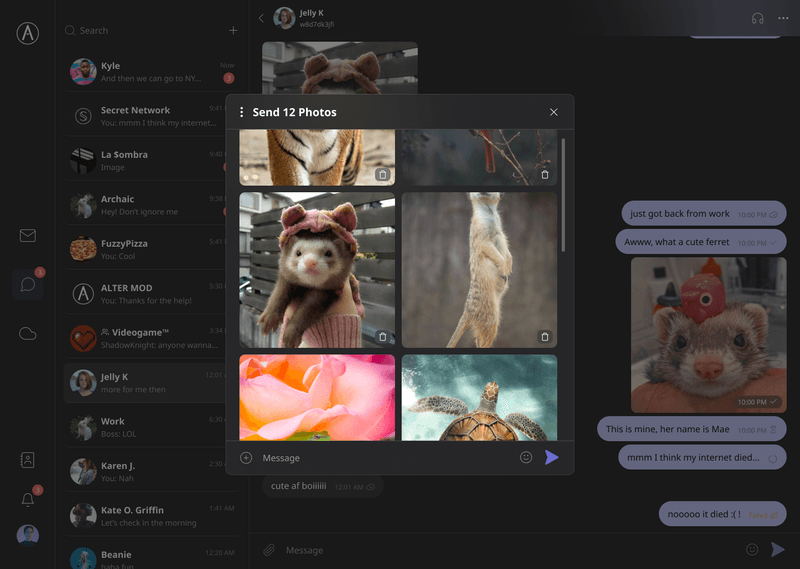 Search
Kyle
Now
And then we can go to NY...
3
Secret Network
9:41
You: mmm I think my internet...
La $ombra
9:40
Image
Archaic
9:38
Hey! Don't ignore me
FuzzyPizza
5:41
You: Cool
ALTER MOD
5:30
You: Thanks for the help!
Videogame™
3:34
ShadowKnight: anyone wanna...
Jelly K
12:01
more for me then
Work
6:30
Boss: LOL
Karen J.
2:30
You: Nah
Kate O. Griffin
1:41 AM
Let's check in the morning
Beanie
12:20 AM
haha fun
3
3
Jelly K
w8d7dk3jfl
Send 12 Photos
Message
just got back from work 10:00 PM
Awww, what a cute ferret 10:00 PM
10:00 PM
This is mine, her name is Mae 10:00 PM
mmm I think my internet died...
cute af boiiiiii 12:01 AM
nooooo it died :( ! Failed
Message